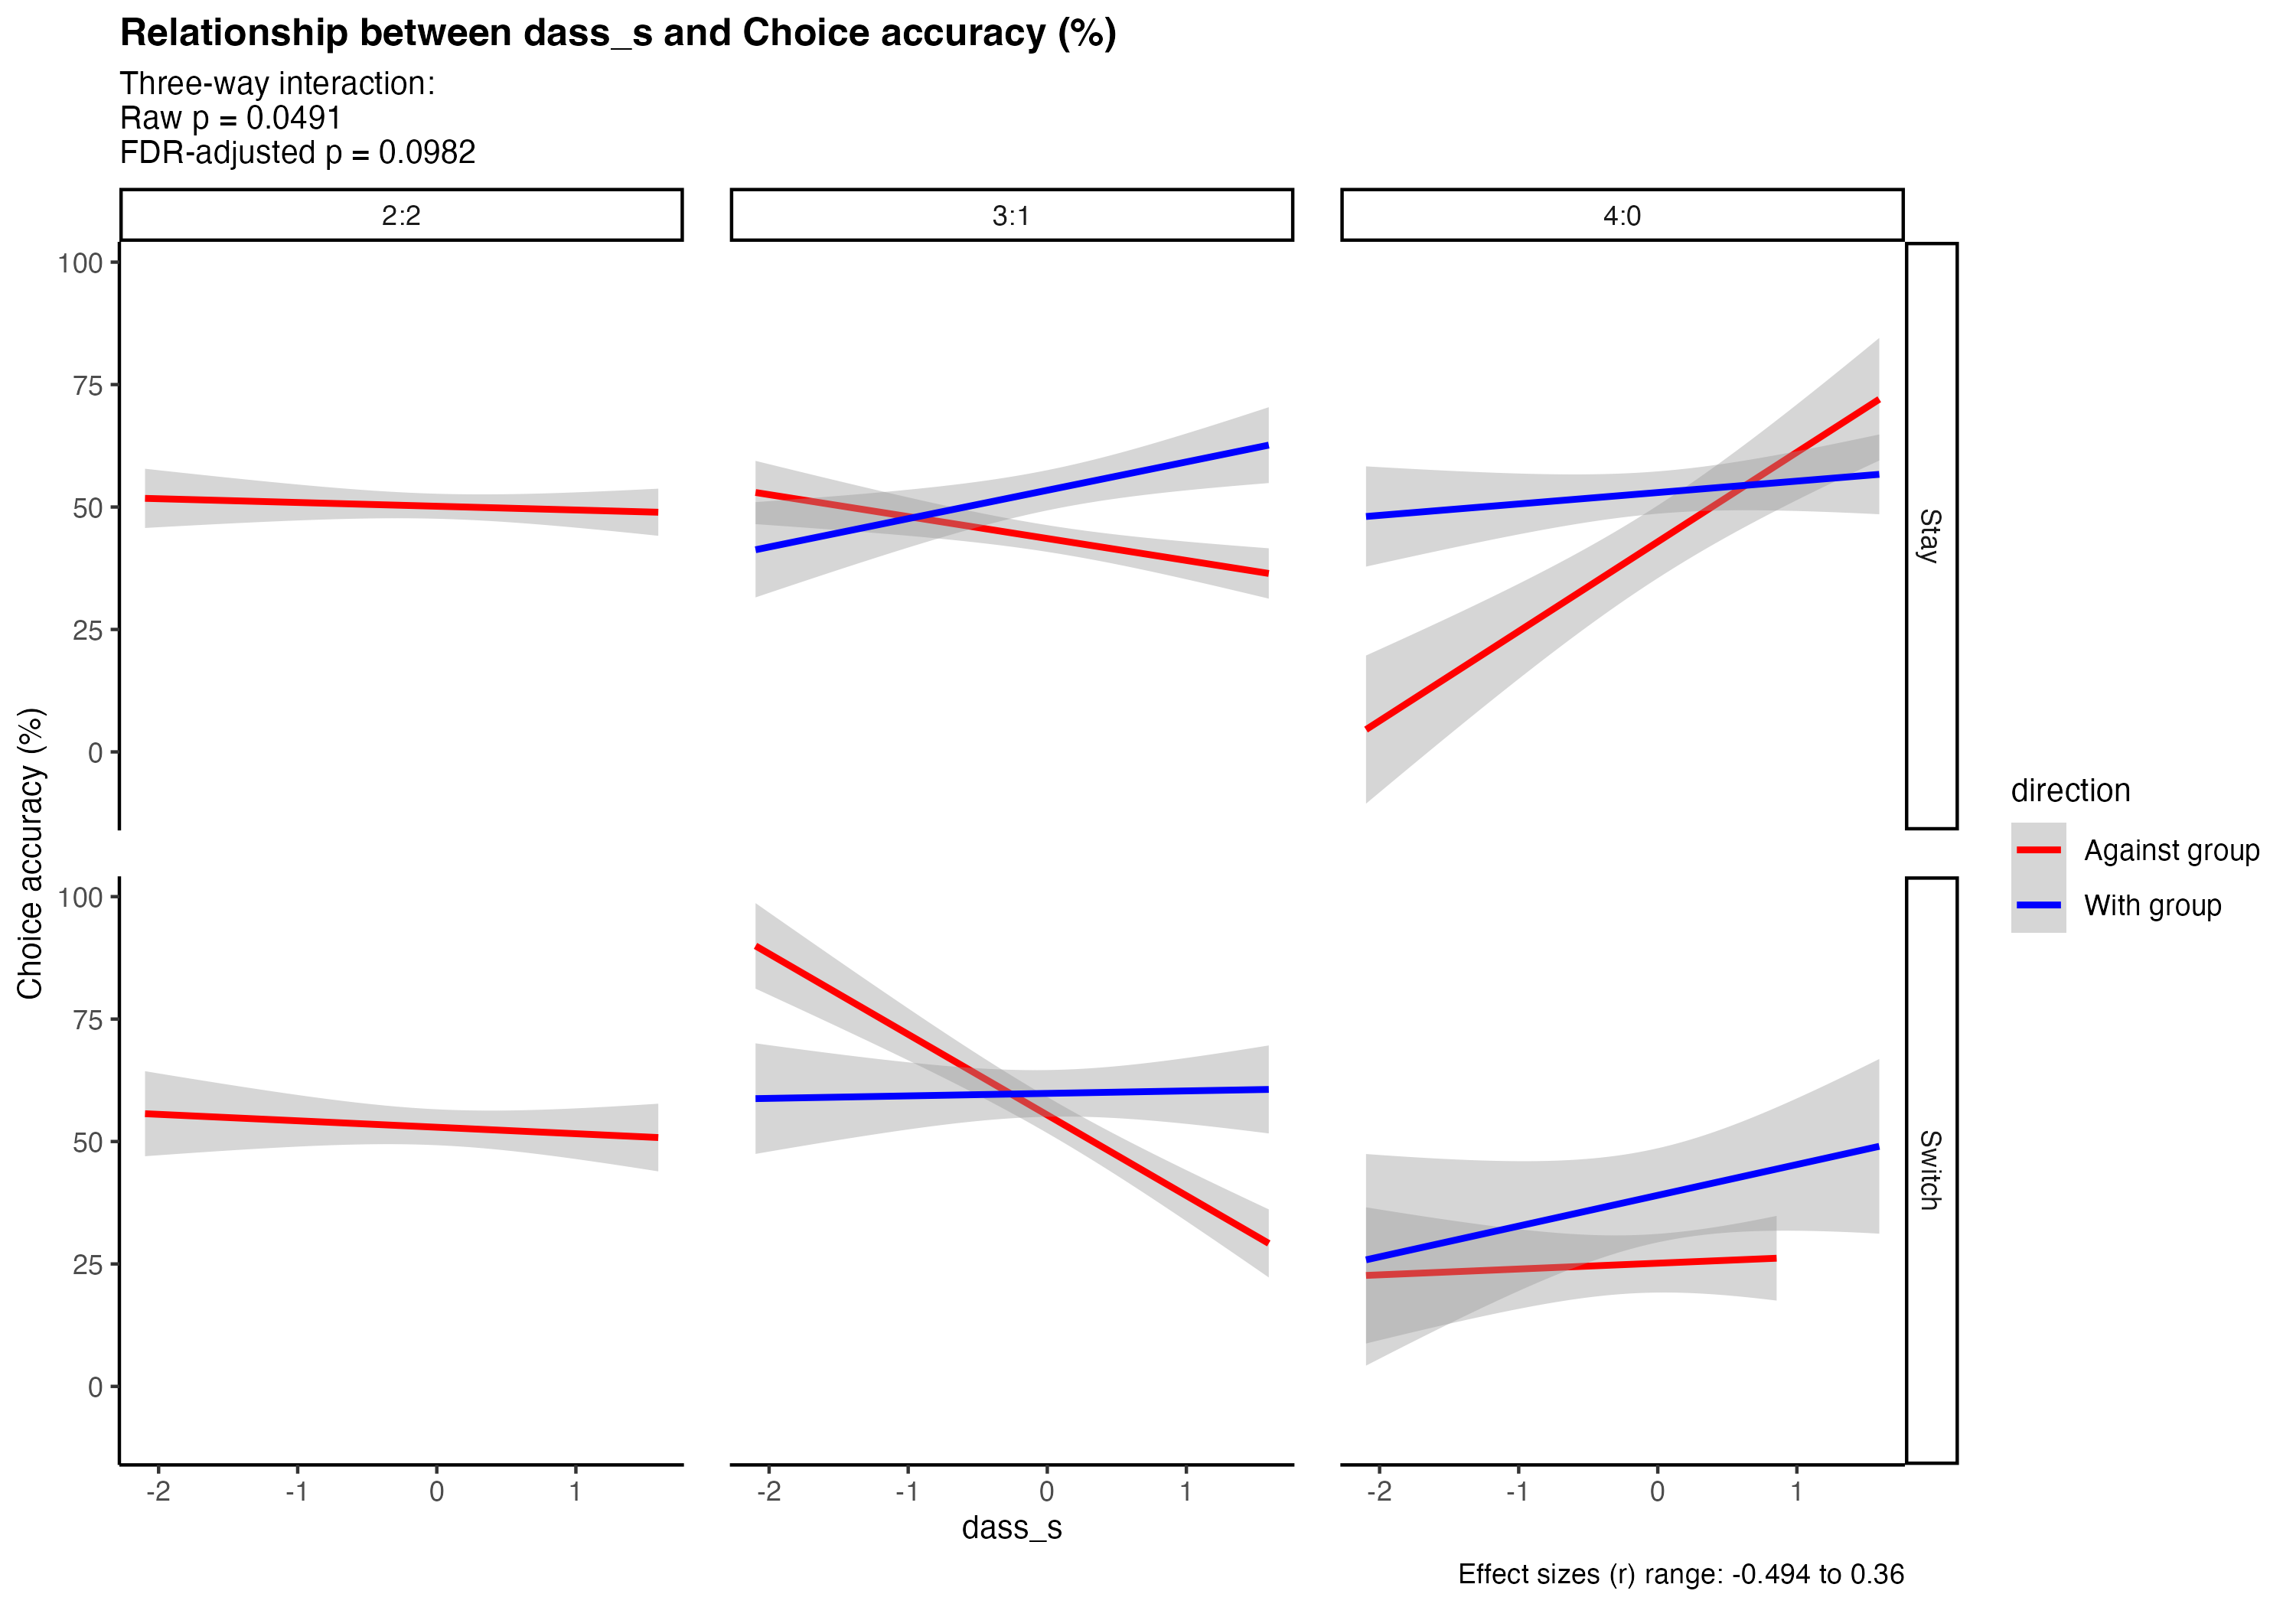 Relationship between dass_s and Choice accuracy (%)
Three-way interaction:
Raw p = 0.0491
FDR-adjusted p = 0.0982
2:2
3:1
4:0
100
75
50
25
0
Stay
Choice accuracy (%)
direction
Against group
With group
100
75
50
25
0
Switch
-2
-1
0
1
-2
-1
0
1
-2
-1
0
1
dass_s
Effect sizes (r) range: -0.494 to 0.36